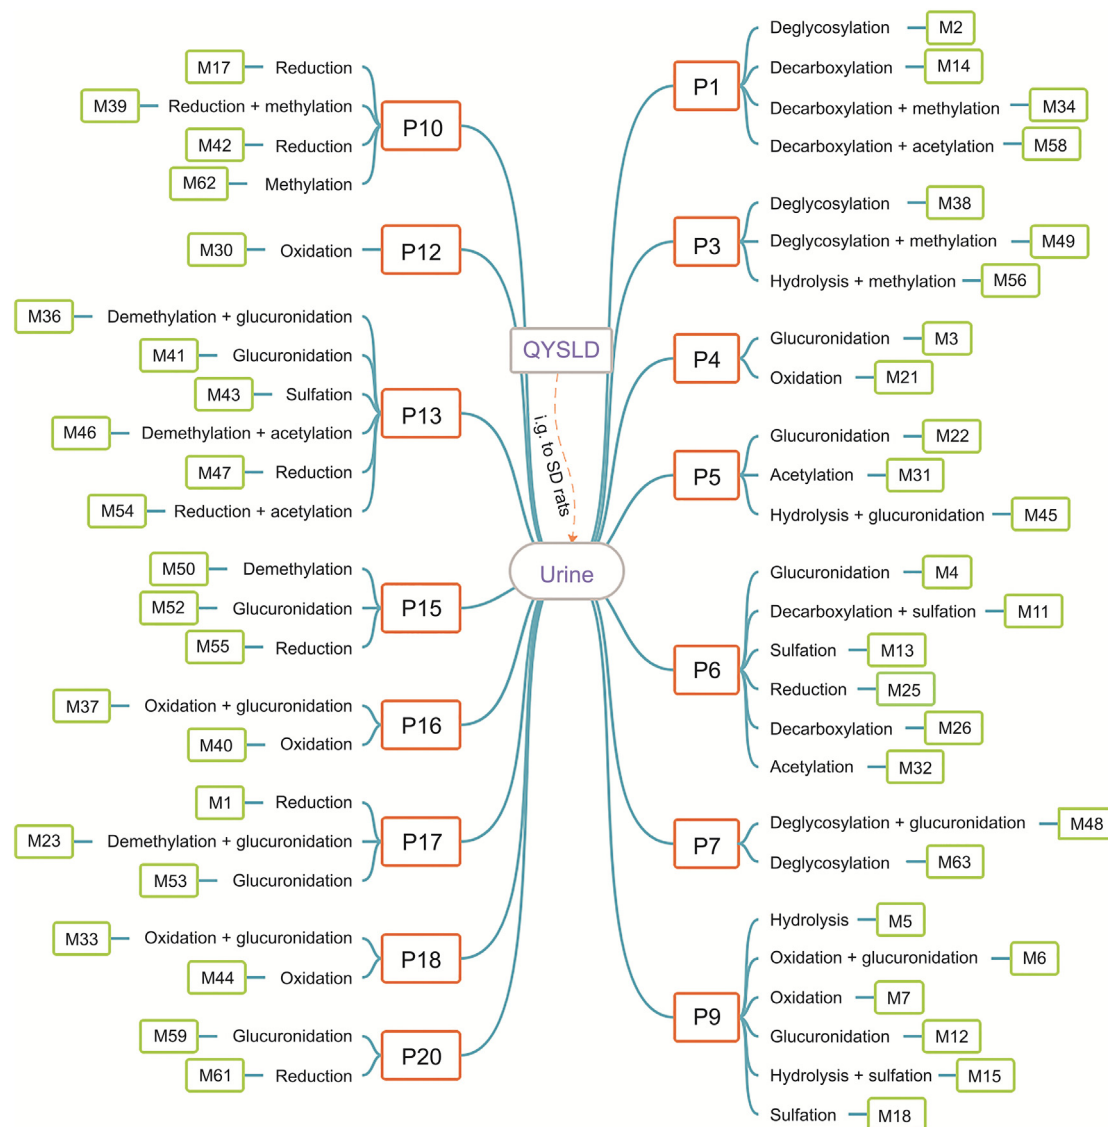 QYSLD
i.g. to SD rats
Urine
P10
M17 Reduction
M39 Reduction + methylation
M42 Reduction
M62 Methylation
P12
M30 Oxidation
P13
M36 Demethylation + glucuronidation
M41 Glucuronidation
M43 Sulfation
M46 Demethylation + acetylation
M47 Reduction
M54 Reduction + acetylation
P15
M50 Demethylation
M52 Glucuronidation
M55 Reduction
P16
M37 Oxidation + glucuronidation
M40 Oxidation
P17
M1 Reduction
M23 Demethylation + glucuronidation
M53 Glucuronidation
P18
M33 Oxidation + glucuronidation
M44 Oxidation
P20
M59 Glucuronidation
M61 Reduction
P1
Deglycosylation M2
Decarboxylation M14
Decarboxylation + methylation M34
Decarboxylation + acetylation M58
P3
Deglycosylation M38
Deglycosylation + methylation M49
Hydrolysis + methylation M56
P4
Glucuronidation M3
Oxidation M21
P5
Glucuronidation M22
Acetylation M31
Hydrolysis + glucuronidation M45
P6
Glucuronidation M4
Decarboxylation + sulfation M11
Sulfation M13
Reduction M25
Decarboxylation M26
Acetylation M32
P7
Deglycosylation + glucuronidation M48
Deglycosylation M63
P9
Hydrolysis M5
Oxidation + glucuronidation M6
Oxidation M7
Glucuronidation M12
Hydrolysis + sulfation M15
Sulfation M18